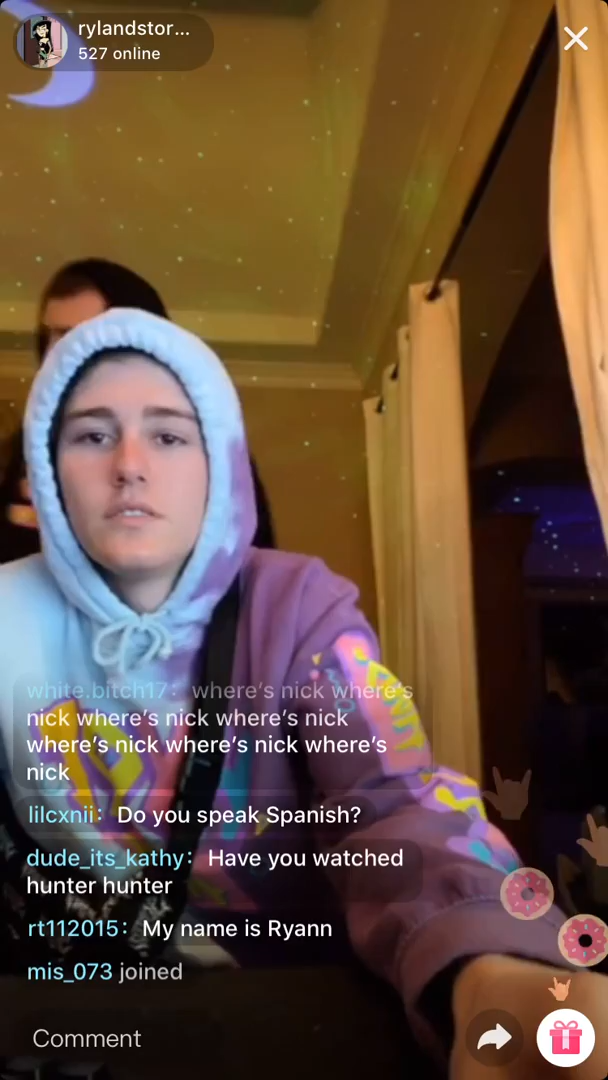 rylandstor...
527 online
white.bitch17: where's nick where's
nick where's nick where's nick
where's nick where's nick where's
nick
lilcxnii: Do you speak Spanish?
dude_its_kathy: Have you watched
hunter hunter
rt112015: My name is Ryann
mis_073 joined
Comment